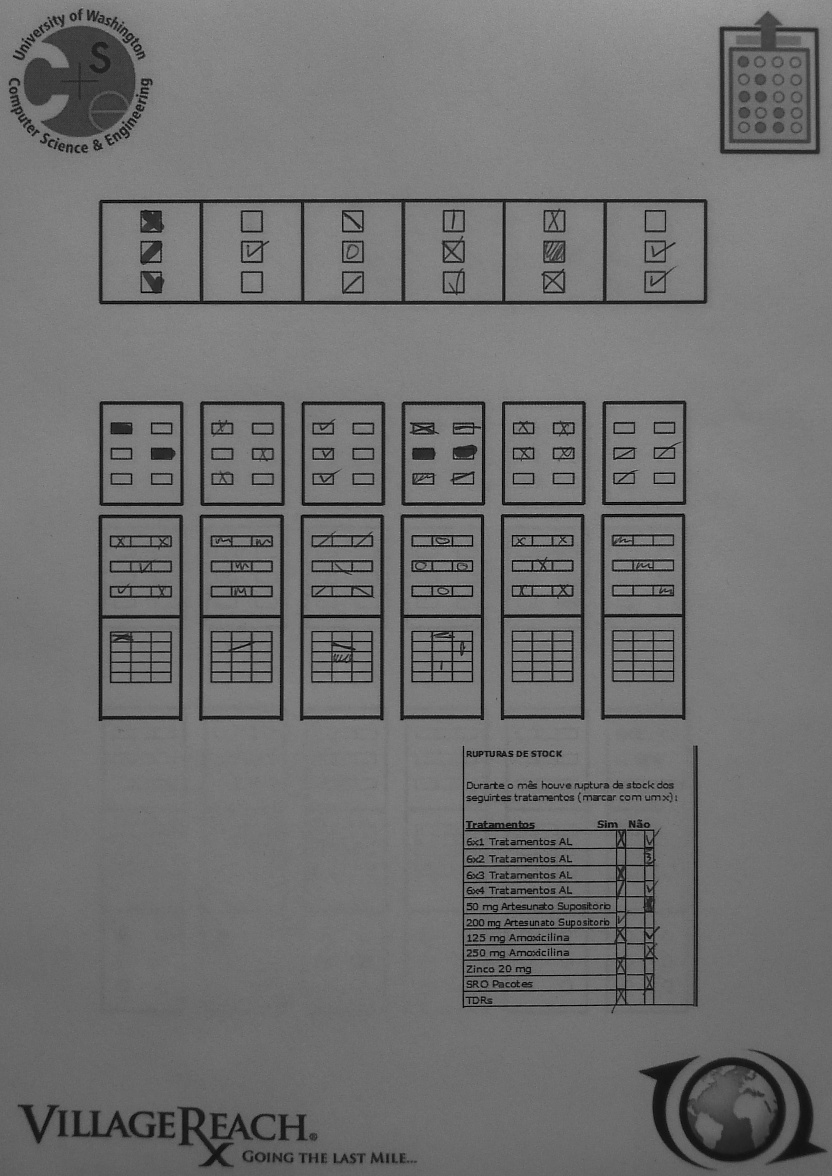 University of Washington
Computer Science & Engineering
CSe
RUPTURAS DE STOCK
Durante o mês houve ruptura de stock dos
seguintes tratamentos (marcar com um x):
Tratamentos Sim Não
6x1 Tratamentos AL
6x2 Tratamentos AL
6x3 Tratamentos AL
6x4 Tratamentos AL
50 mg Artesunato Supositorio
200 mg Artesunato Supositorio
125 mg Amoxicilina
250 mg Amoxicilina
Zinco 20 mg
SRO Pacotes
TDRs
VILLAGEREACH®
GOING THE LAST MILE...